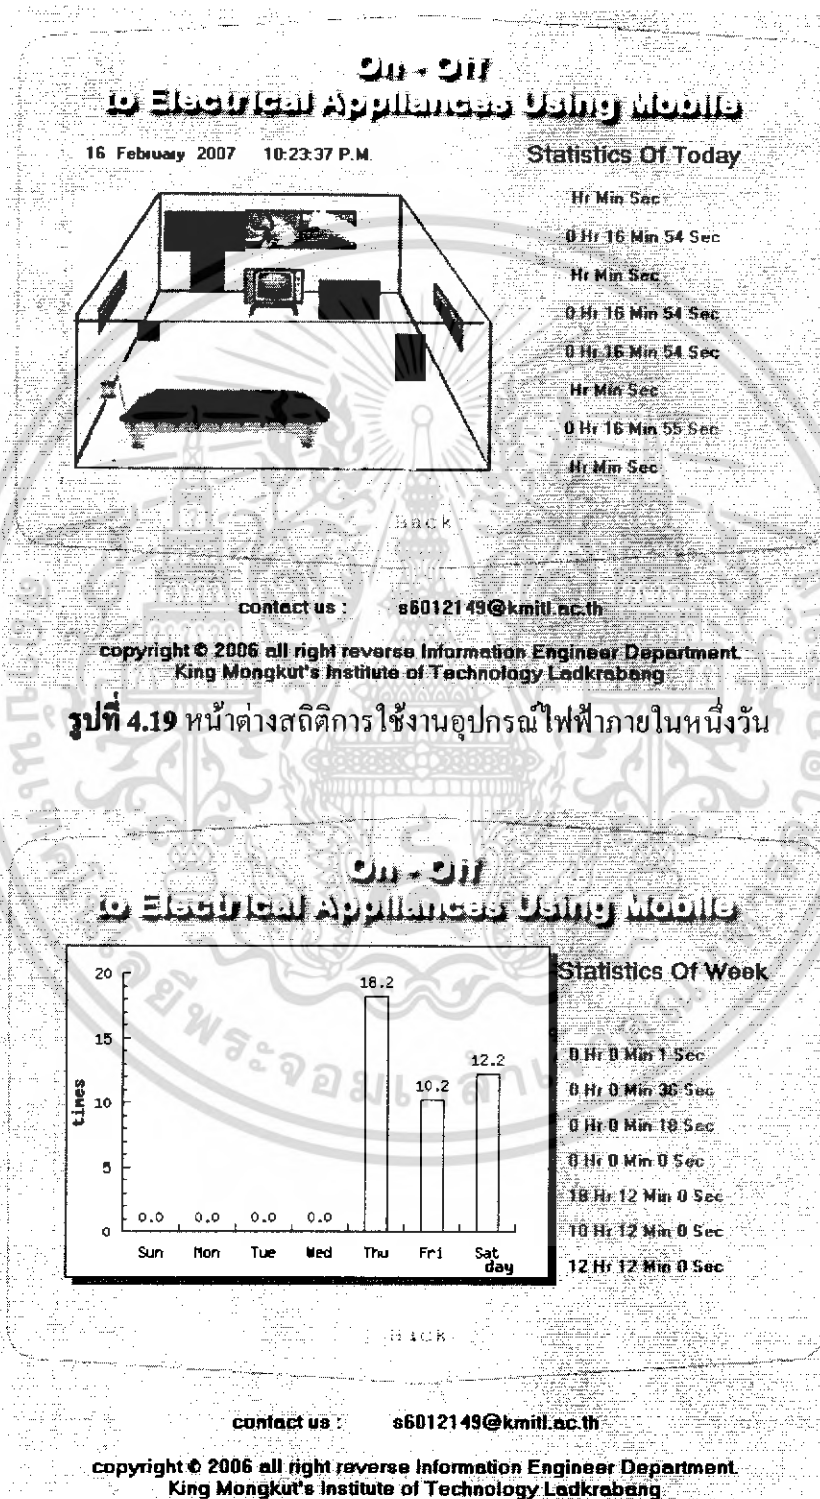 On - Off
to Electrical Appliances Using Mobile
16 February 2007 10:23:37 P.M.
Statistics Of Today
Hr Min Sec
0 Hr 16 Min 54 Sec
Hr Min Sec
0 Hr 16 Min 54 Sec
0 Hr 16 Min 54 Sec
Hr Min Sec
0 Hr 16 Min 55 Sec
Hr Min Sec
Back
contact us : s6012149@kmitl.ac.th
copyright © 2006 all right reverse Information Engineer Department.
King Mongkut's Institute of Technology Ladkrabang
รูปที่ 4.19 หน้าต่างสถิติการใช้งานอุปกรณ์ไฟฟ้าภายในหนึ่งวัน
On - Off
to Electrical Appliances Using Mobile
Statistics Of Week
20
15
10
5
0
times
0.0 0.0 0.0 0.0 18.2 10.2 12.2
Sun Mon Tue Wed Thu Fri Sat
day
0 Hr 0 Min 1 Sec
0 Hr 0 Min 36 Sec
0 Hr 0 Min 18 Sec
0 Hr 0 Min 0 Sec
18 Hr 12 Min 0 Sec
10 Hr 12 Min 0 Sec
12 Hr 12 Min 0 Sec
BACK
contact us : s6012149@kmitl.ac.th
copyright © 2006 all right reverse Information Engineer Department.
King Mongkut's Institute of Technology Ladkrabang